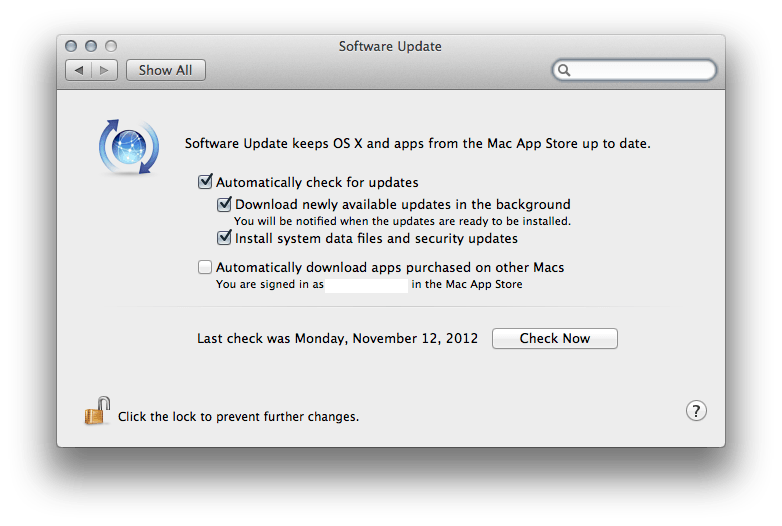 Software Update
Show All
Software Update keeps OS X and apps from the Mac App Store up to date.
Automatically check for updates
Download newly available updates in the background
You will be notified when the updates are ready to be installed.
Install system data files and security updates
Automatically download apps purchased on other Macs
You are signed in as in the Mac App Store
Last check was Monday, November 12, 2012 Check Now
Click the lock to prevent further changes. ?